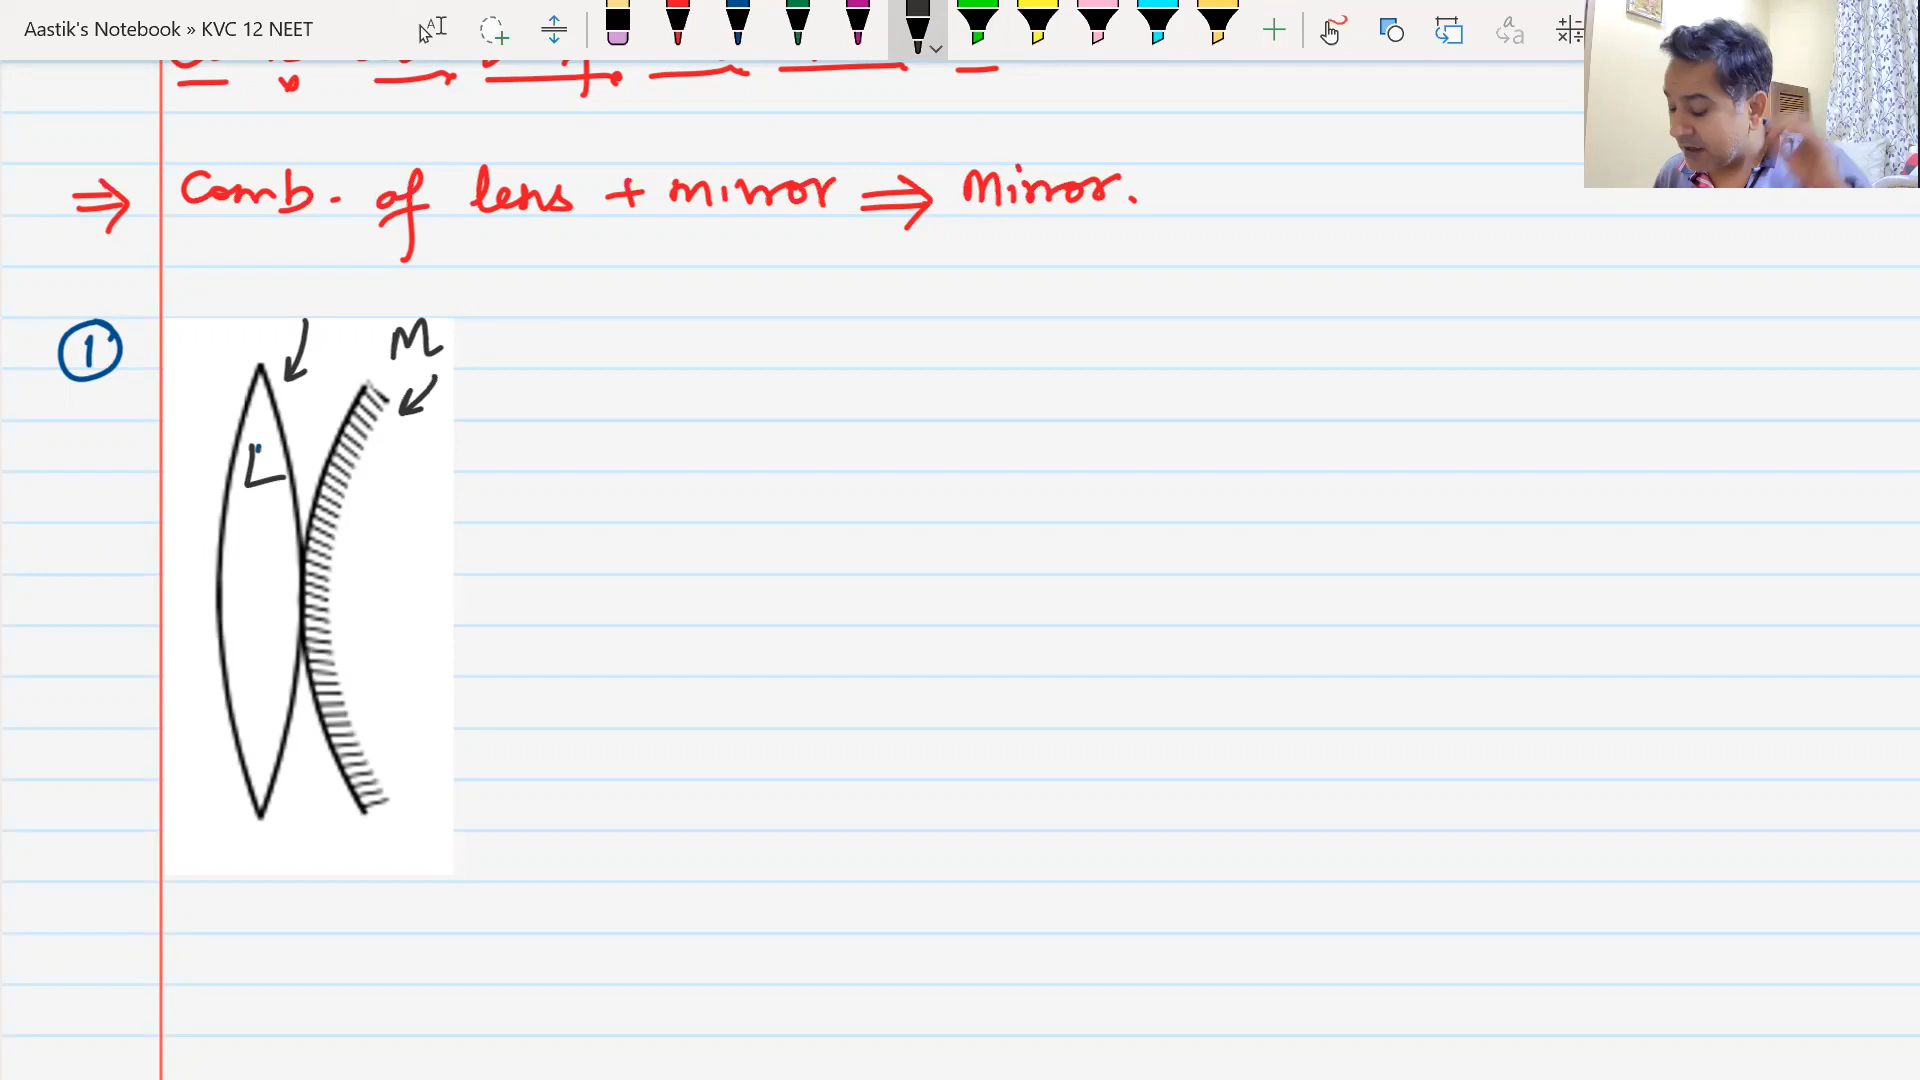 Aastik's Notebook » KVC 12 NEET
⇒ Comb. of lens + mirror ⇒ Mirror.
1
M
L